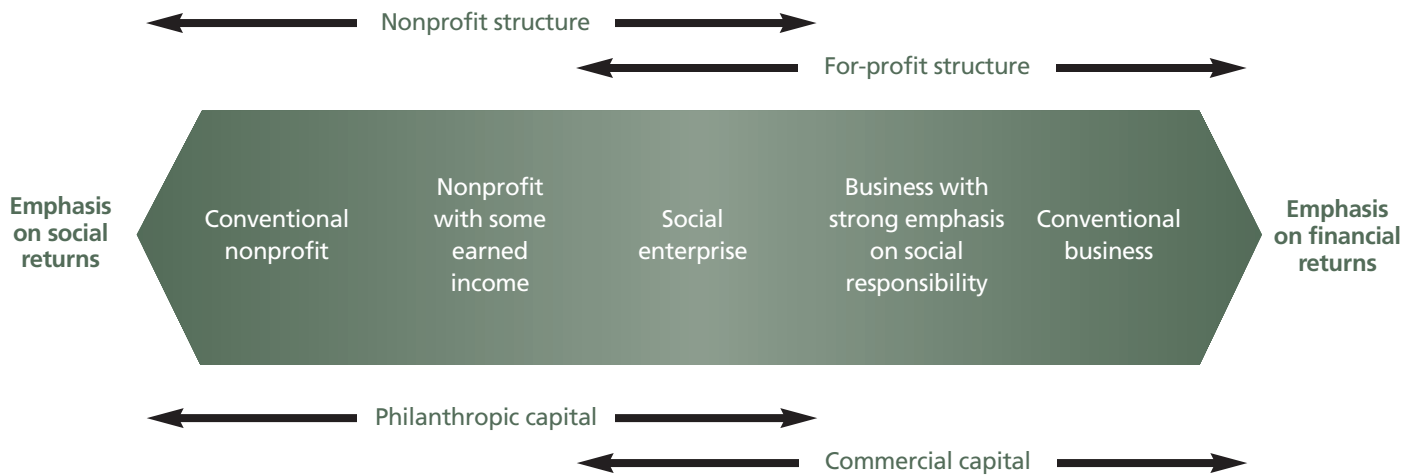 Nonprofit structure
For-profit structure
Emphasis
on social
returns
Conventional
nonprofit
Nonprofit
with some
earned
income
Social
enterprise
Business with
strong emphasis
on social
responsibility
Conventional
business
Emphasis
on financial
returns
Philanthropic capital
Commercial capital